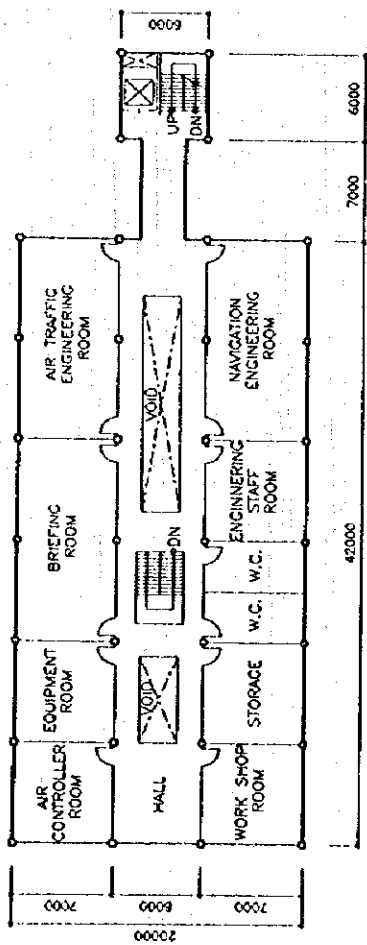 6000
AIR TRAFFIC
ENGINEERING
ROOM
BRIEFING
ROOM
EQUIPMENT
ROOM
AIR
CONTROLLER
ROOM
UP
DN
VOID
DN
VOID
HALL
NAVIGATION
ENGINEERING
ROOM
ENGINNERING
STAFF
ROOM
W.C.
W.C.
STORAGE
WORK SHOP
ROOM
7000
6000
7000
20000
42000
7000
6000